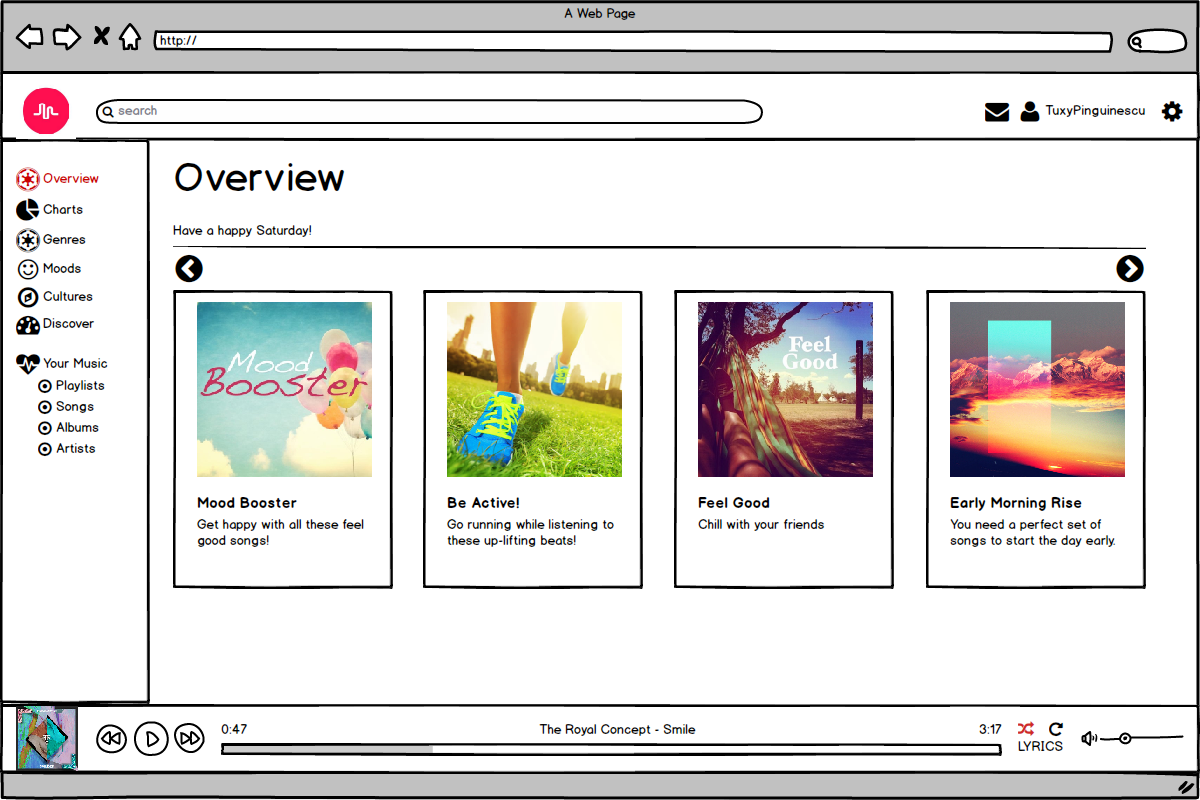 A Web Page
http://
search
TuxyPinguinescu
Overview
Charts
Genres
Moods
Cultures
Discover
Your Music
Playlists
Songs
Albums
Artists
Overview
Have a happy Saturday!
Mood
Booster
Mood Booster
Get happy with all these feel
good songs!
Be Active!
Go running while listening to
these up-lifting beats!
Feel
Good
Feel Good
Chill with your friends
Early Morning Rise
You need a perfect set of
songs to start the day early.
0:47
The Royal Concept - Smile
3:17
LYRICS